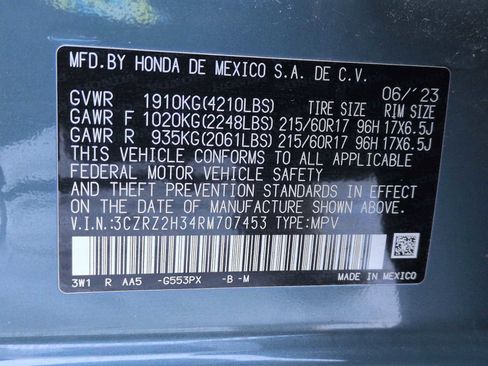 MFD.BY HONDA DE MEXICO S.A. DE C.V.
06/'23
GVWR 1910KG(4210LBS) TIRE SIZE RIM SIZE
GAWR F 1020KG(2248LBS) 215/60R17 96H 17X6.5J
GAWR R 935KG(2061LBS) 215/60R17 96H 17X6.5J
THIS VEHICLE CONFORMS TO ALL APPLICABLE
FEDERAL MOTOR VEHICLE SAFETY
AND THEFT PREVENTION STANDARDS IN EFFECT
ON THE DATE OF MANUFACTURE SHOWN ABOVE.
V.I.N:3CZRZ2H34RM707453 TYPE:MPV
3W1 R AA5 -G553PX -B -M MADE IN MEXICO